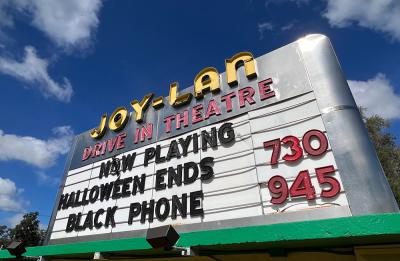 JOY-LAN
DRIVE IN THEATRE
NOW PLAYING
HALLOWEEN ENDS 730
BLACK PHONE 945